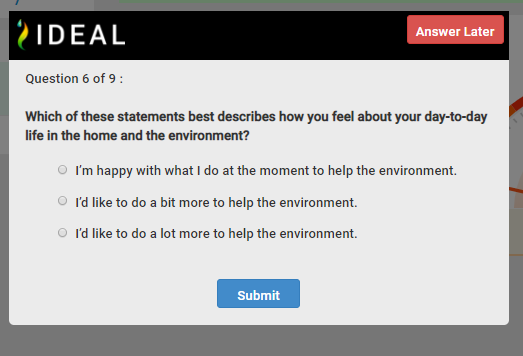 IDEAL
Answer Later
Question 6 of 9 :
Which of these statements best describes how you feel about your day-to-day
life in the home and the environment?
I'm happy with what I do at the moment to help the environment.
I'd like to do a bit more to help the environment.
I'd like to do a lot more to help the environment.
Submit